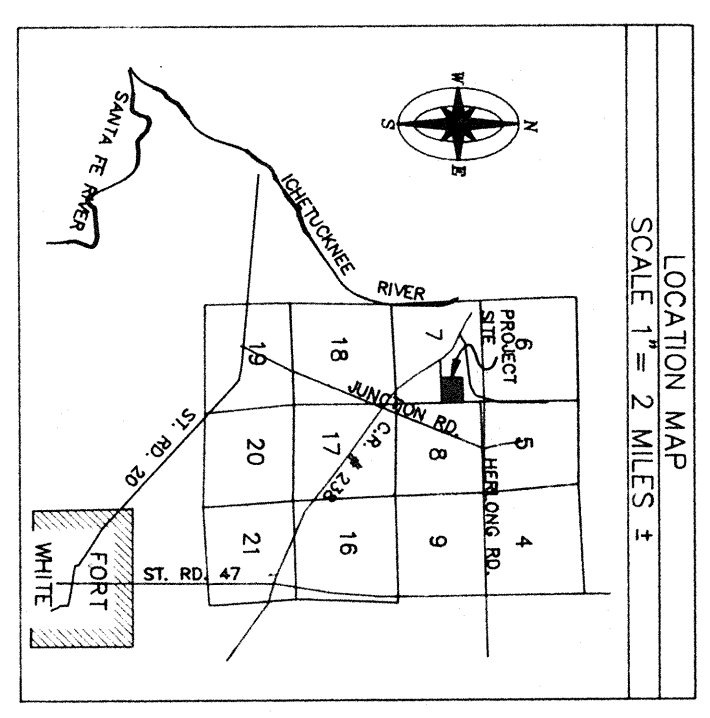 LOCATION MAP
SCALE 1" = 2 MILES ±
N
W
E
S
6
5
4
PROJECT
SITE
7
8
9
HERLONG RD.
18
17
16
JUNCTION RD.
C.R. # 238
19
20
21
ICHETUCKNEE
RIVER
SANTA FE RIVER
ST. RD. 20
ST. RD. 47
FORT
WHITE